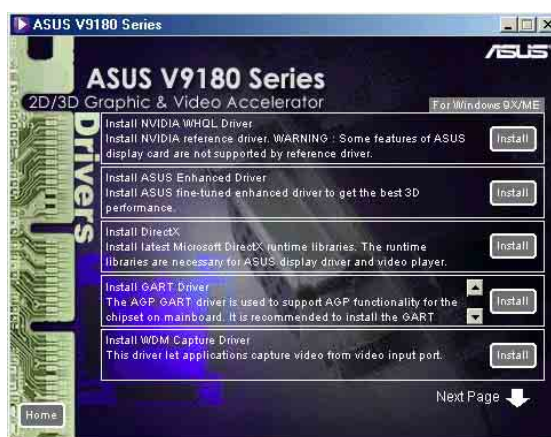 ASUS V9180 Series
ASUS
ASUS V9180 Series
2D/3D Graphic & Video Accelerator
For Windows 9X/ME
Drivers
Install NVIDIA WHQL Driver
Install NVIDIA reference driver. WARNING : Some features of ASUS
display card are not supported by reference driver.
Install
Install ASUS Enhanced Driver
Install ASUS fine-tuned enhanced driver to get the best 3D
performance.
Install
Install DirectX
Install latest Microsoft DirectX runtime libraries. The runtime
libraries are necessary for ASUS display driver and video player.
Install
Install GART Driver
The AGP GART driver is used to support AGP functionality for the
chipset on mainboard. It is recommended to install the GART
Install
Install WDM Capture Driver
This driver let applications capture video from video input port.
Install
Next Page
Home